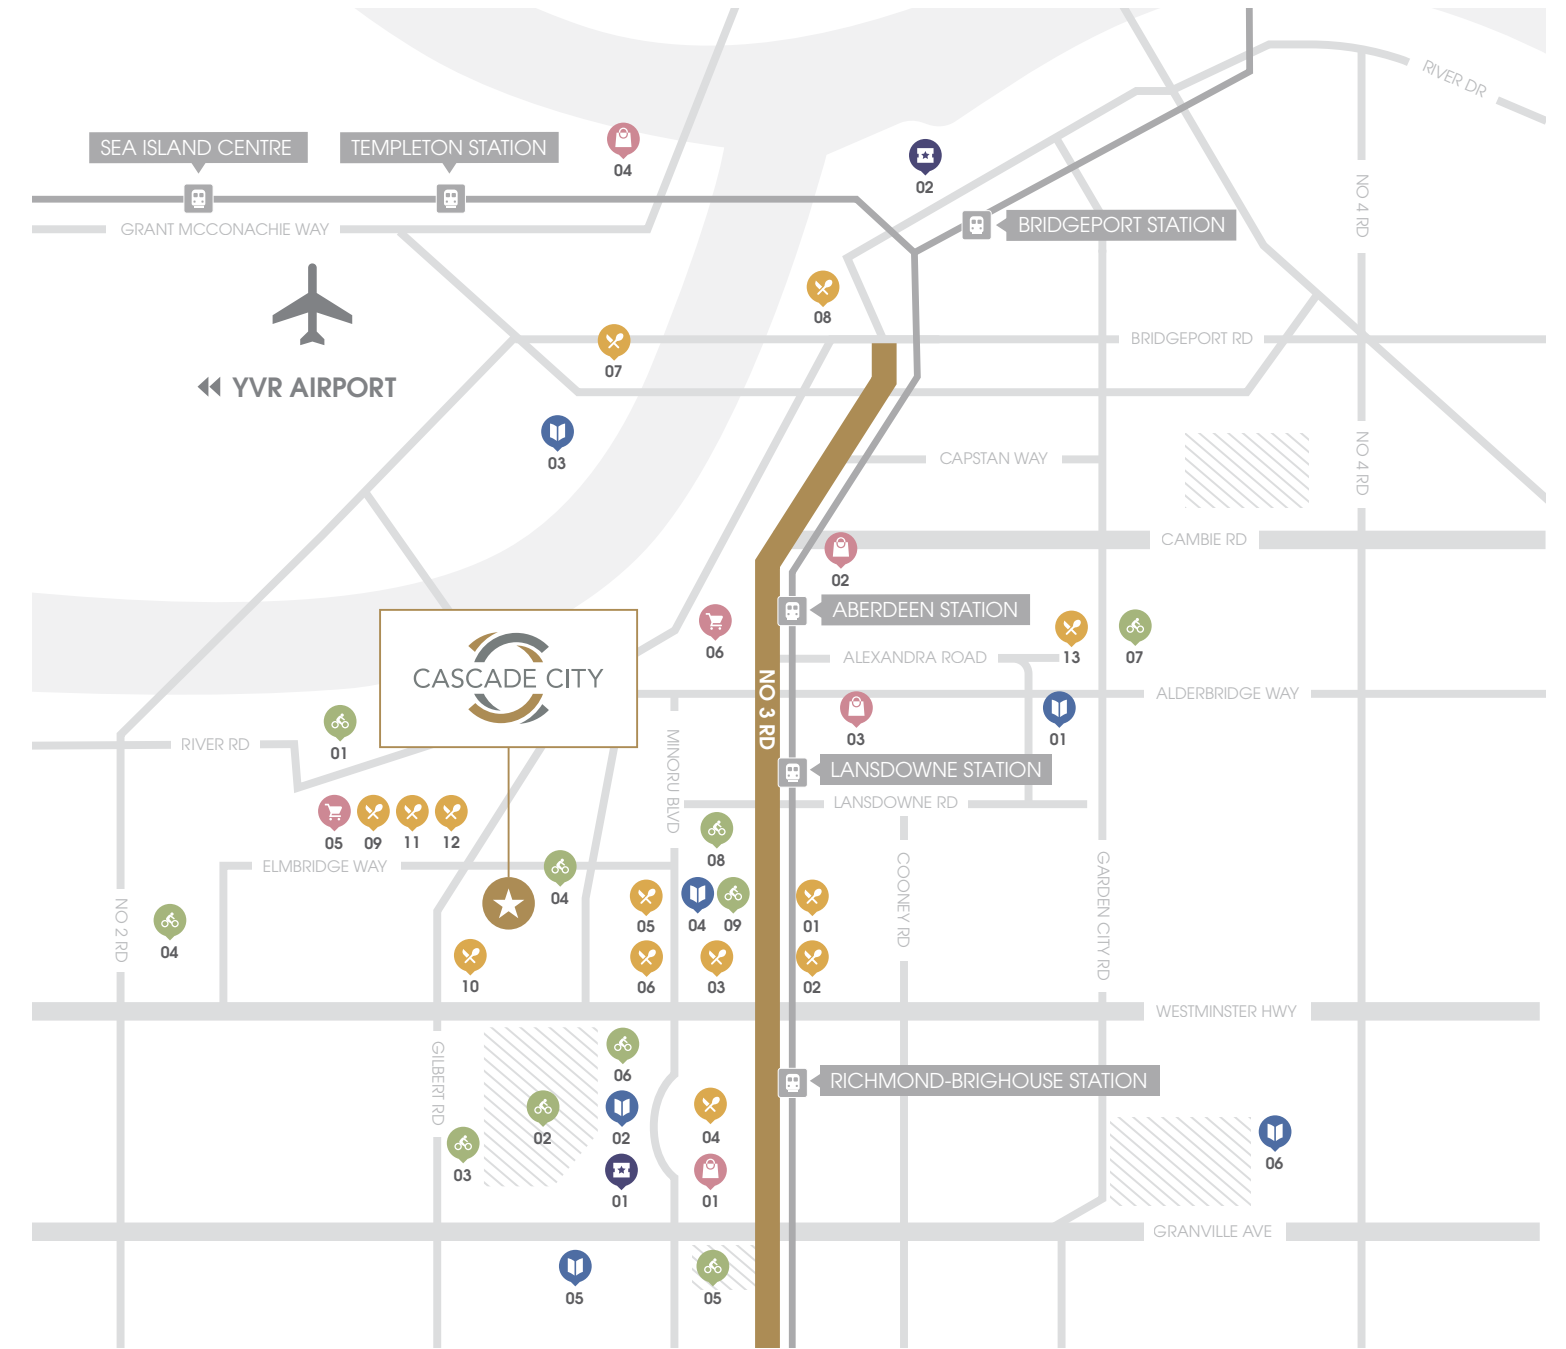 RIVER DR
SEA ISLAND CENTRE
TEMPLETON STATION
04
02
NO 4 RD
GRANT MCCONACHIE WAY
BRIDGEPORT STATION
08
BRIDGEPORT RD
07
YVR AIRPORT
03
CAPSTAN WAY
NO 4 RD
CAMBIE RD
02
ABERDEEN STATION
06
ALEXANDRA ROAD
13
07
CASCADE CITY
NO 3 RD
ALDERBRIDGE WAY
RIVER RD
01
MINORU BLVD
03
01
LANSDOWNE STATION
LANSDOWNE RD
05
09
11
12
08
ELMBRIDGE WAY
COONEY RD
GARDEN CITY RD
04
NO 2 RD
04
05
04
09
01
10
06
03
02
WESTMINSTER HWY
GILBERT RD
06
RICHMOND-BRIGHOUSE STATION
02
02
04
03
06
01
01
GRANVILLE AVE
05
05